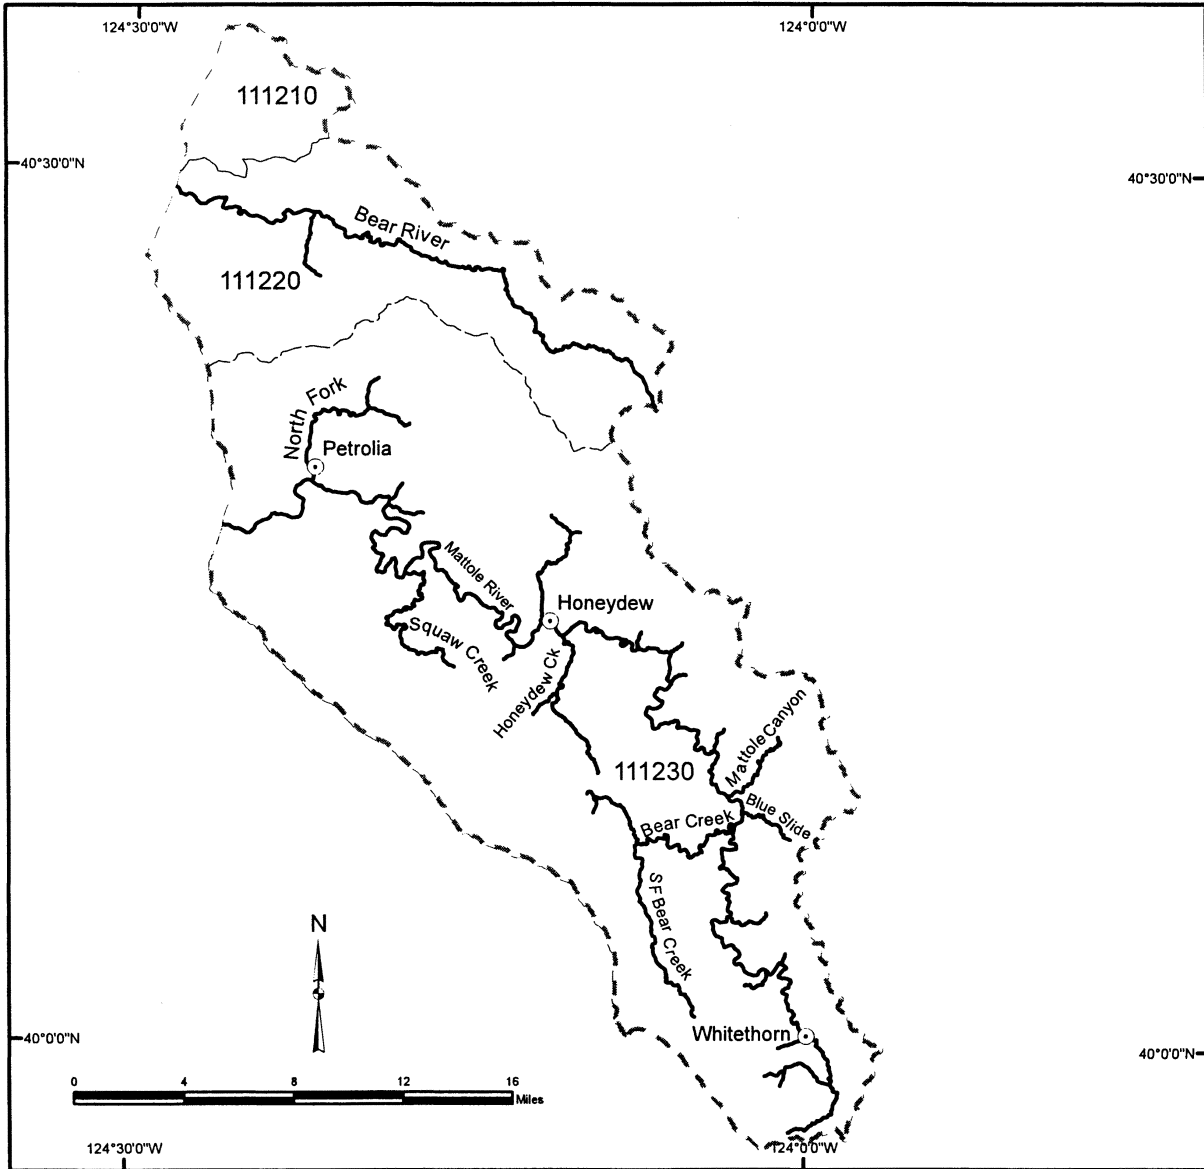 124°30'0"W
124°0'0"W
111210
40°30'0"N
40°30'0"N
Bear River
111220
North Fork
Petrolia
Mattole River
Honeydew
Squaw Creek
Honeydew Ck
Mattole Canyon
111230
Blue Slide
Bear Creek
SF Bear Creek
N
Whitethorn
40°0'0"N
40°0'0"N
0 4 8 12 16
Miles
124°30'0"W
124°0'0"W